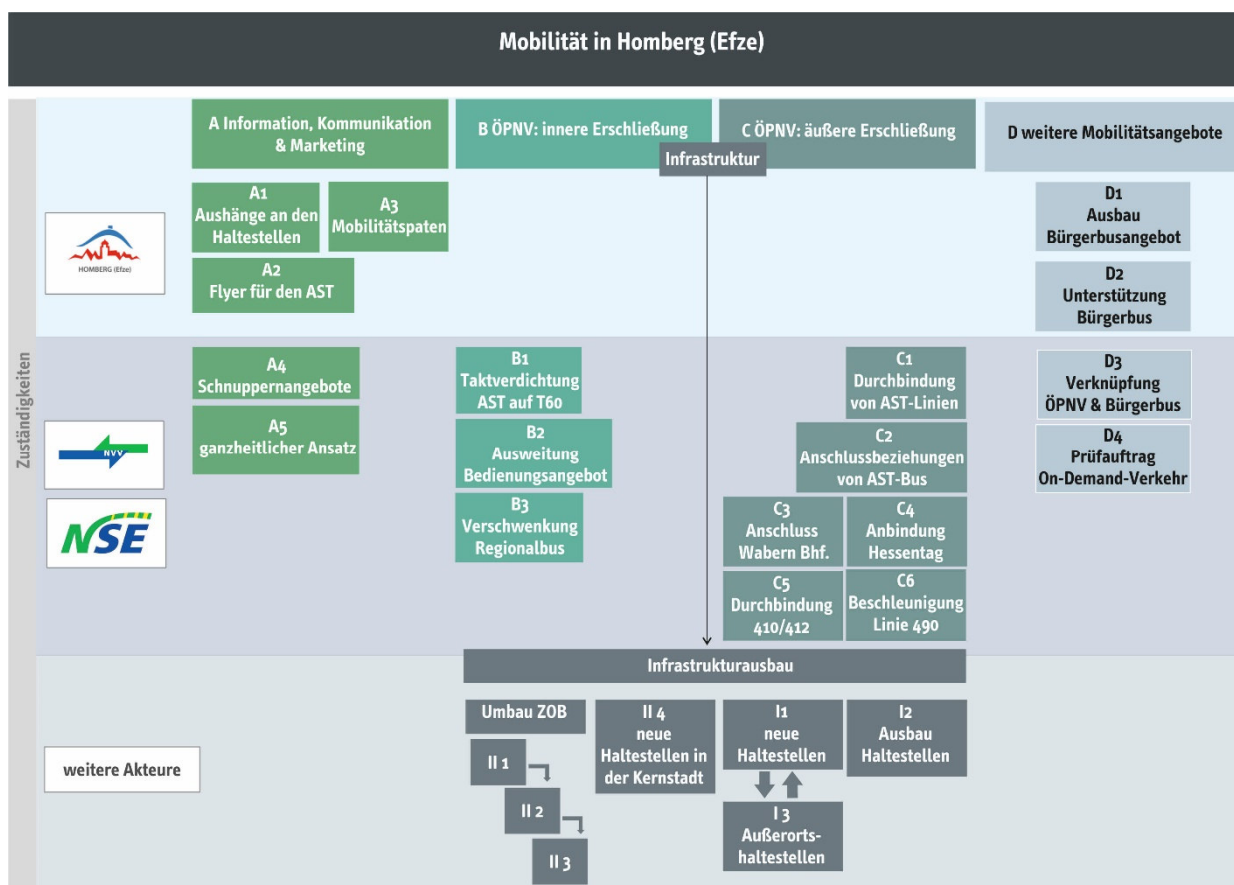 Mobilität in Homberg (Efze)
Zuständigkeiten
A Information, Kommunikation
& Marketing
B ÖPNV: innere Erschließung
C ÖPNV: äußere Erschließung
D weitere Mobilitätsangebote
Infrastruktur
HOMBERG (Efze)
A1
Aushänge an den
Haltestellen
A3
Mobilitätspaten
A2
Flyer für den AST
D1
Ausbau
Bürgerbusangebot
D2
Unterstützung
Bürgerbus
NVV
NSE
A4
Schnuppernangebote
A5
ganzheitlicher Ansatz
B1
Taktverdichtung
AST auf T60
B2
Ausweitung
Bedienungsangebot
B3
Verschwenkung
Regionalbus
C1
Durchbindung
von AST-Linien
C2
Anschlussbeziehungen
von AST-Bus
C3
Anschluss
Wabern Bhf.
C4
Anbindung
Hessentag
C5
Durchbindung
410/412
C6
Beschleunigung
Linie 490
D3
Verknüpfung
ÖPNV & Bürgerbus
D4
Prüfauftrag
On-Demand-Verkehr
Infrastrukturausbau
weitere Akteure
Umbau ZOB
II 1
II 2
II 3
II 4
neue
Haltestellen in
der Kernstadt
I1
neue
Haltestellen
I2
Ausbau
Haltestellen
I 3
Außerorts-
haltestellen